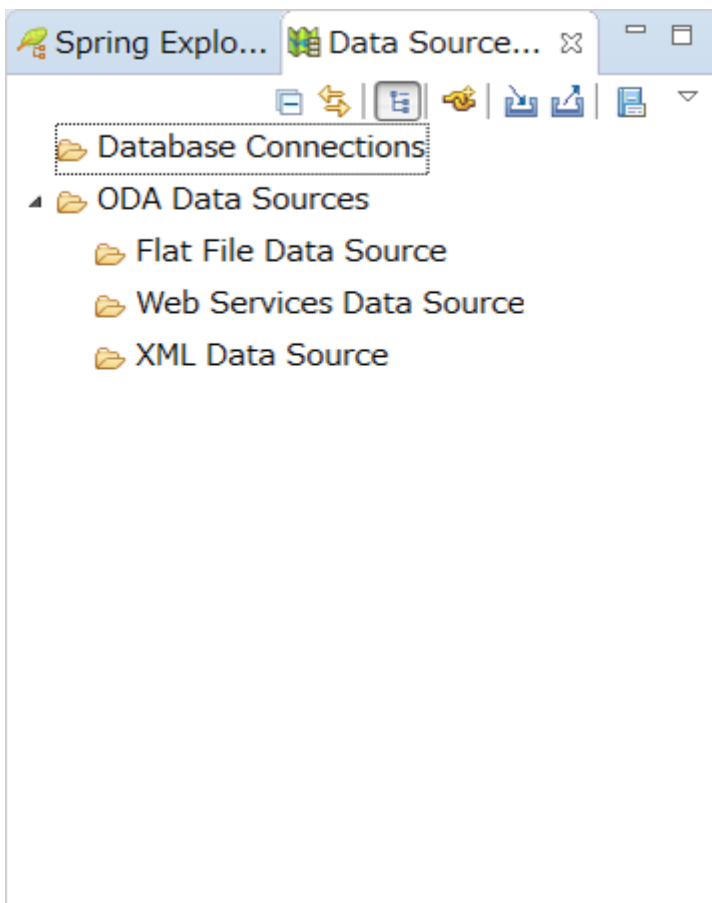 Spring Explo... Data Source...
Database Connections
ODA Data Sources
Flat File Data Source
Web Services Data Source
XML Data Source